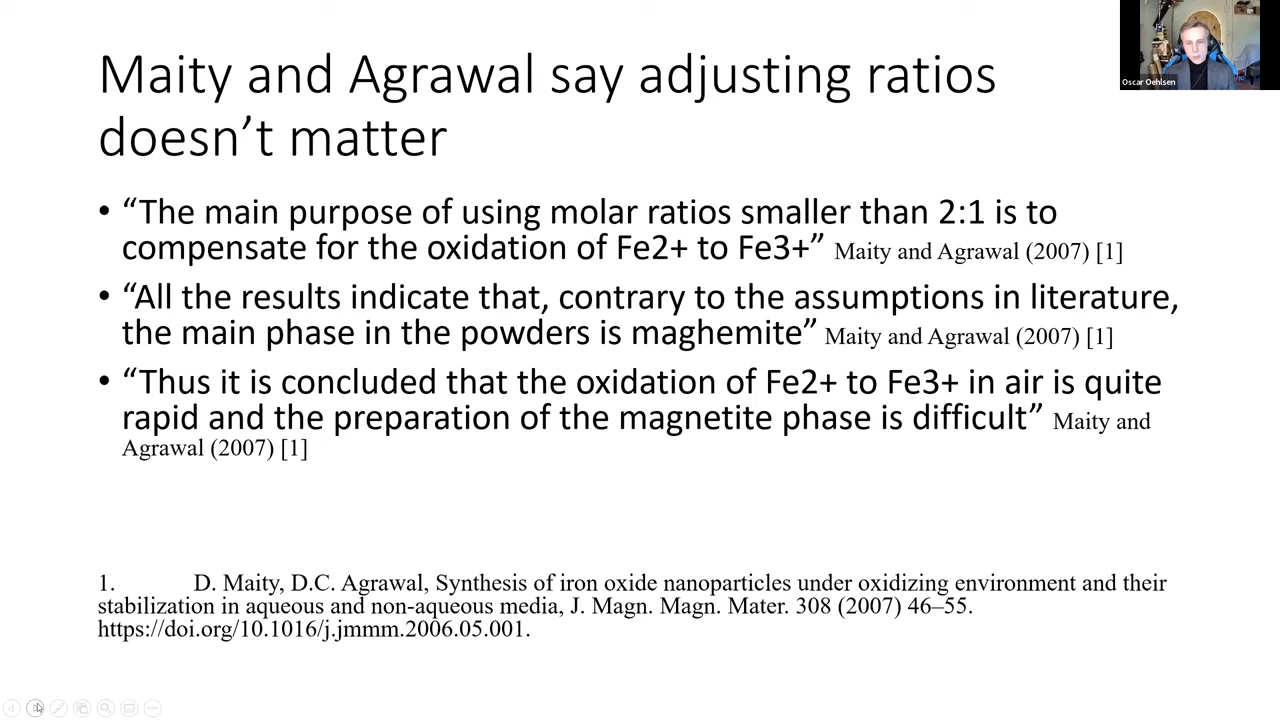 Maity and Agrawal say adjusting ratios
doesn’t matter
• “The main purpose of using molar ratios smaller than 2:1 is to
compensate for the oxidation of Fe2+ to Fe3+” Maity and Agrawal (2007) [1]
• “All the results indicate that, contrary to the assumptions in literature,
the main phase in the powders is maghemite” Maity and Agrawal (2007) [1]
• “Thus it is concluded that the oxidation of Fe2+ to Fe3+ in air is quite
rapid and the preparation of the magnetite phase is difficult” Maity and
Agrawal (2007) [1]
1. D. Maity, D.C. Agrawal, Synthesis of iron oxide nanoparticles under oxidizing environment and their
stabilization in aqueous and non-aqueous media, J. Magn. Magn. Mater. 308 (2007) 46–55.
https://doi.org/10.1016/j.jmmm.2006.05.001.
Oscar Oehlsen